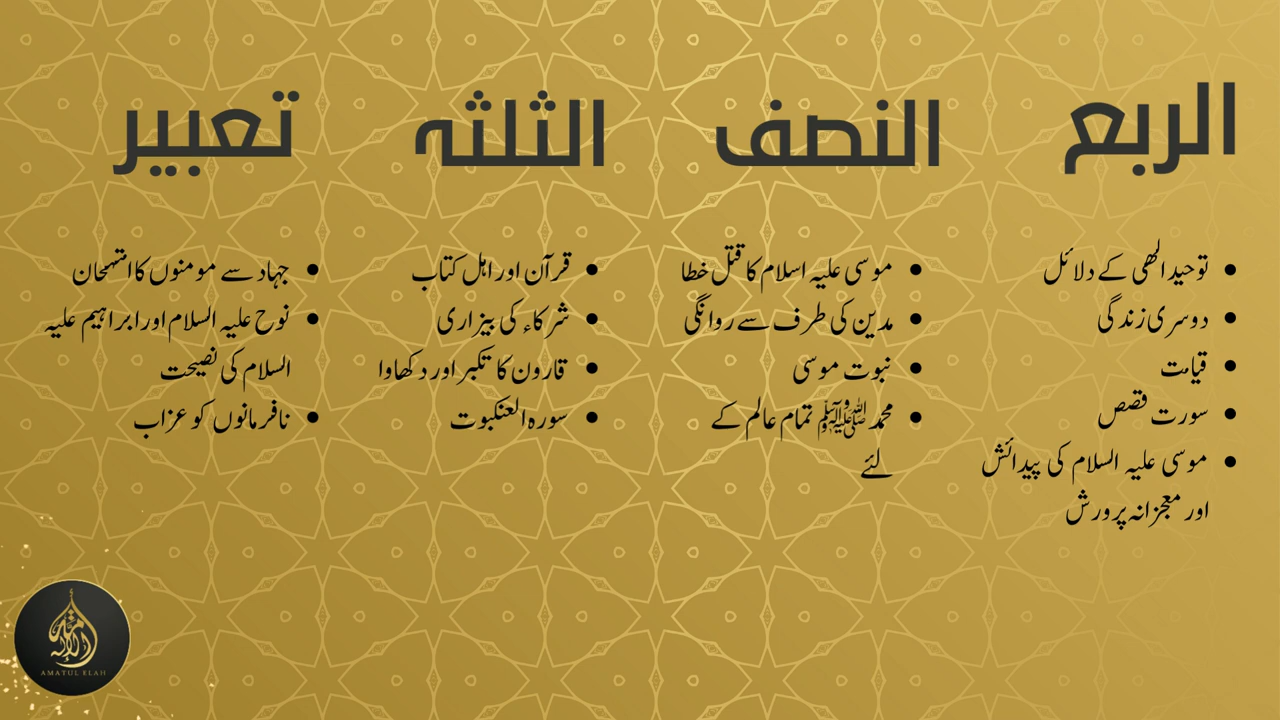 الربع
توحید الٰھی کے دلائل
دوسری زندگی
قیامت
سورت قصص
موسی علیہ السلام کی پیدائش
اور معجزانہ پرورش
النصف
موسی علیہ اسلام کا قتل خطا
مدین کی طرف سے روانگی
نبوت موسی
محمد ﷺ تمام عالم کے
لئے
الثلثه
قرآن اور اہل کتاب
شرکاء کی بیزاری
قارون کا تکبر اور دکھاوا
سورہ العنکبوت
تعبیر
جہاد سے مومنوں کا امتہحان
نوح علیہ السلام اور ابراہیم علیہ
السلام کی نصیحت
نافرمانوں کو عزاب
AMATUL ELAH